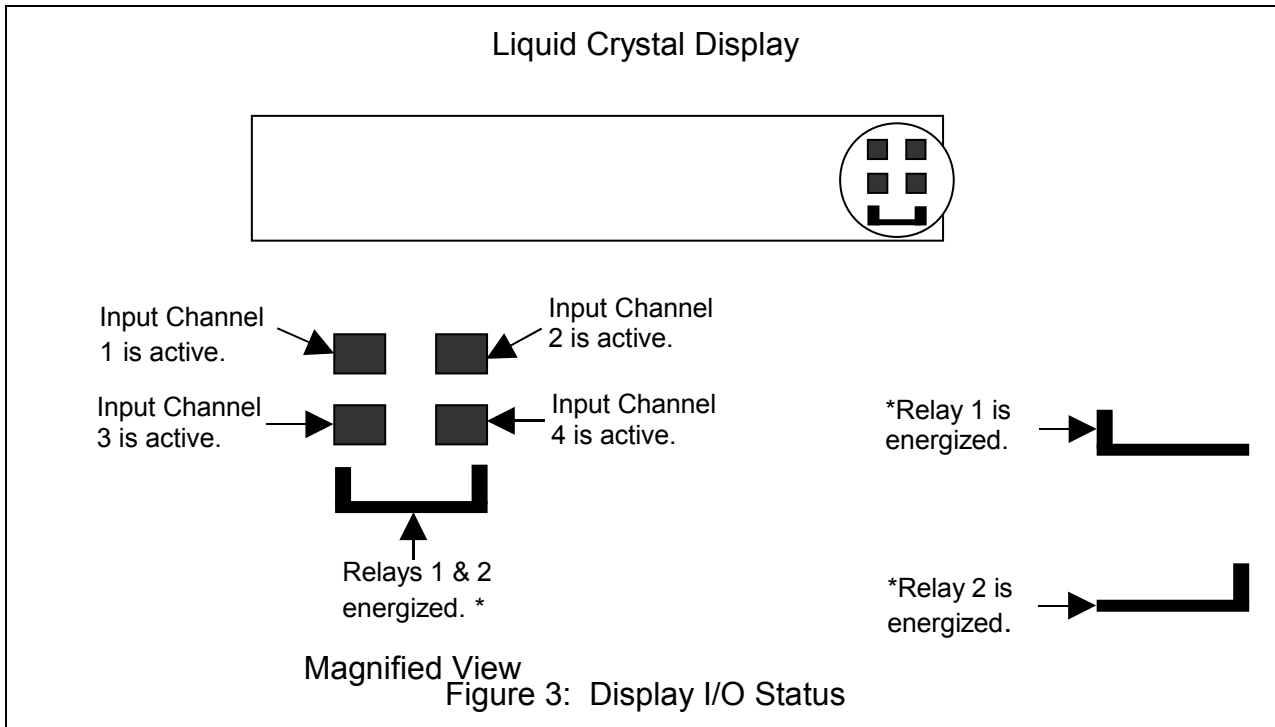 Liquid Crystal Display
Input Channel
1 is active.
Input Channel
2 is active.
Input Channel
3 is active.
Input Channel
4 is active.
*Relay 1 is
energized.
Relays 1 & 2
energized. *
*Relay 2 is
energized.
Magnified View
Figure 3: Display I/O Status